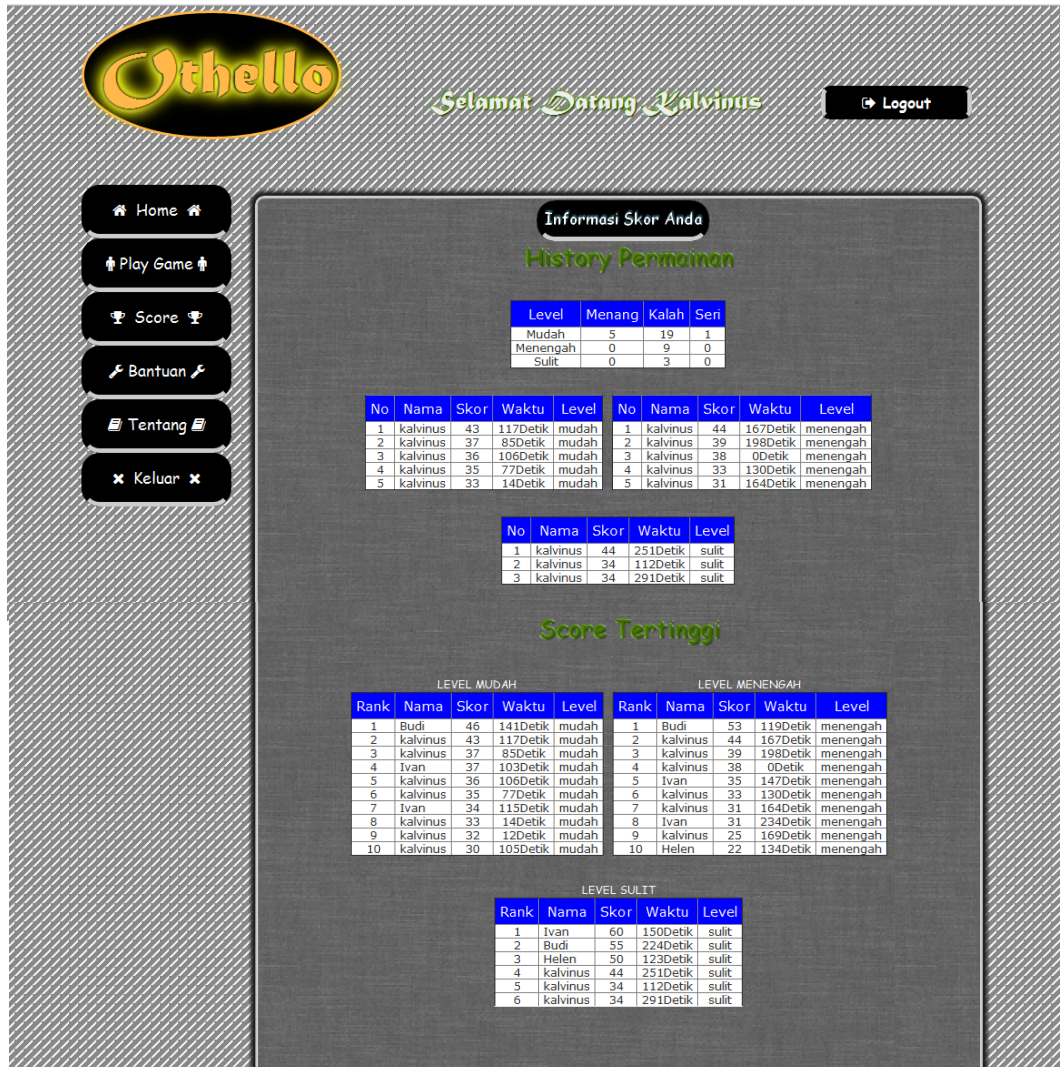 Othello
Selamat Datang Kalvinus
Logout
Home
Play Game
Score
Bantuan
Tentang
Keluar
Informasi Skor Anda
History Permainan
Level Menang Kalah Seri
Mudah 5 19 1
Menengah 0 9 0
Sulit 0 3 0
No Nama Skor Waktu Level
1 kalvinus 43 117Detik mudah
2 kalvinus 37 85Detik mudah
3 kalvinus 36 106Detik mudah
4 kalvinus 35 77Detik mudah
5 kalvinus 33 14Detik mudah
No Nama Skor Waktu Level
1 kalvinus 44 167Detik menengah
2 kalvinus 39 198Detik menengah
3 kalvinus 38 0Detik menengah
4 kalvinus 33 130Detik menengah
5 kalvinus 31 164Detik menengah
No Nama Skor Waktu Level
1 kalvinus 44 251Detik sulit
2 kalvinus 34 112Detik sulit
3 kalvinus 34 291Detik sulit
Score Tertinggi
LEVEL MUDAH
Rank Nama Skor Waktu Level
1 Budi 46 141Detik mudah
2 kalvinus 43 117Detik mudah
3 kalvinus 37 85Detik mudah
4 Ivan 37 103Detik mudah
5 kalvinus 36 106Detik mudah
6 kalvinus 35 77Detik mudah
7 Ivan 34 115Detik mudah
8 kalvinus 33 14Detik mudah
9 kalvinus 32 12Detik mudah
10 kalvinus 30 105Detik mudah
LEVEL MENENGAH
Rank Nama Skor Waktu Level
1 Budi 53 119Detik menengah
2 kalvinus 44 167Detik menengah
3 kalvinus 39 198Detik menengah
4 kalvinus 38 0Detik menengah
5 Ivan 35 147Detik menengah
6 kalvinus 33 130Detik menengah
7 kalvinus 31 164Detik menengah
8 Ivan 31 234Detik menengah
9 kalvinus 25 169Detik menengah
10 Helen 22 134Detik menengah
LEVEL SULIT
Rank Nama Skor Waktu Level
1 Ivan 60 150Detik sulit
2 Budi 55 224Detik sulit
3 Helen 50 123Detik sulit
4 kalvinus 44 251Detik sulit
5 kalvinus 34 112Detik sulit
6 kalvinus 34 291Detik sulit